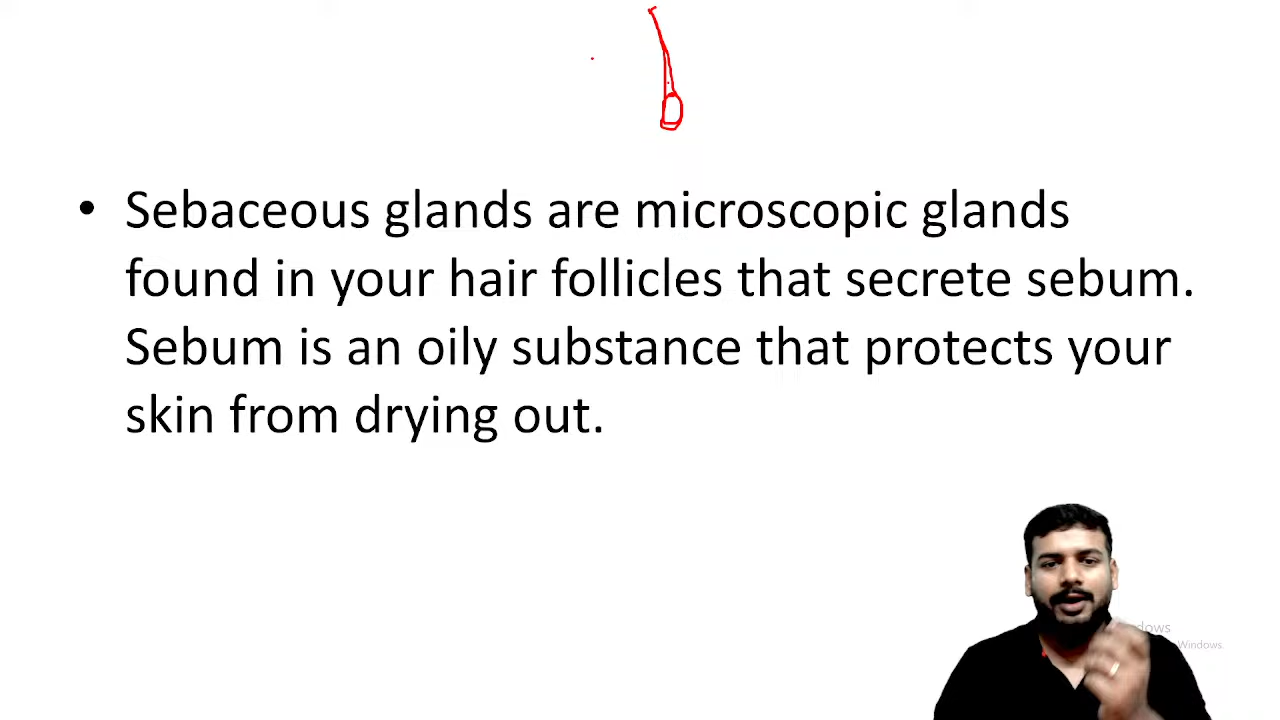 • Sebaceous glands are microscopic glands
found in your hair follicles that secrete sebum.
Sebum is an oily substance that protects your
skin from drying out.
Windows.